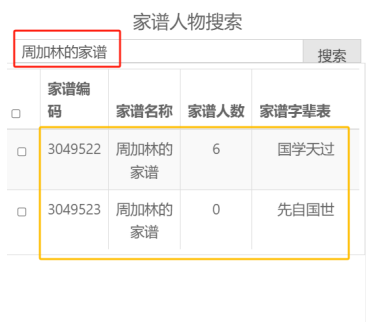 家谱人物搜索
周加林的家谱 搜索
家谱编码 家谱名称 家谱人数 家谱字辈表
3049522 周加林的家谱 6 国学天过
3049523 周加林的家谱 0 先自国世